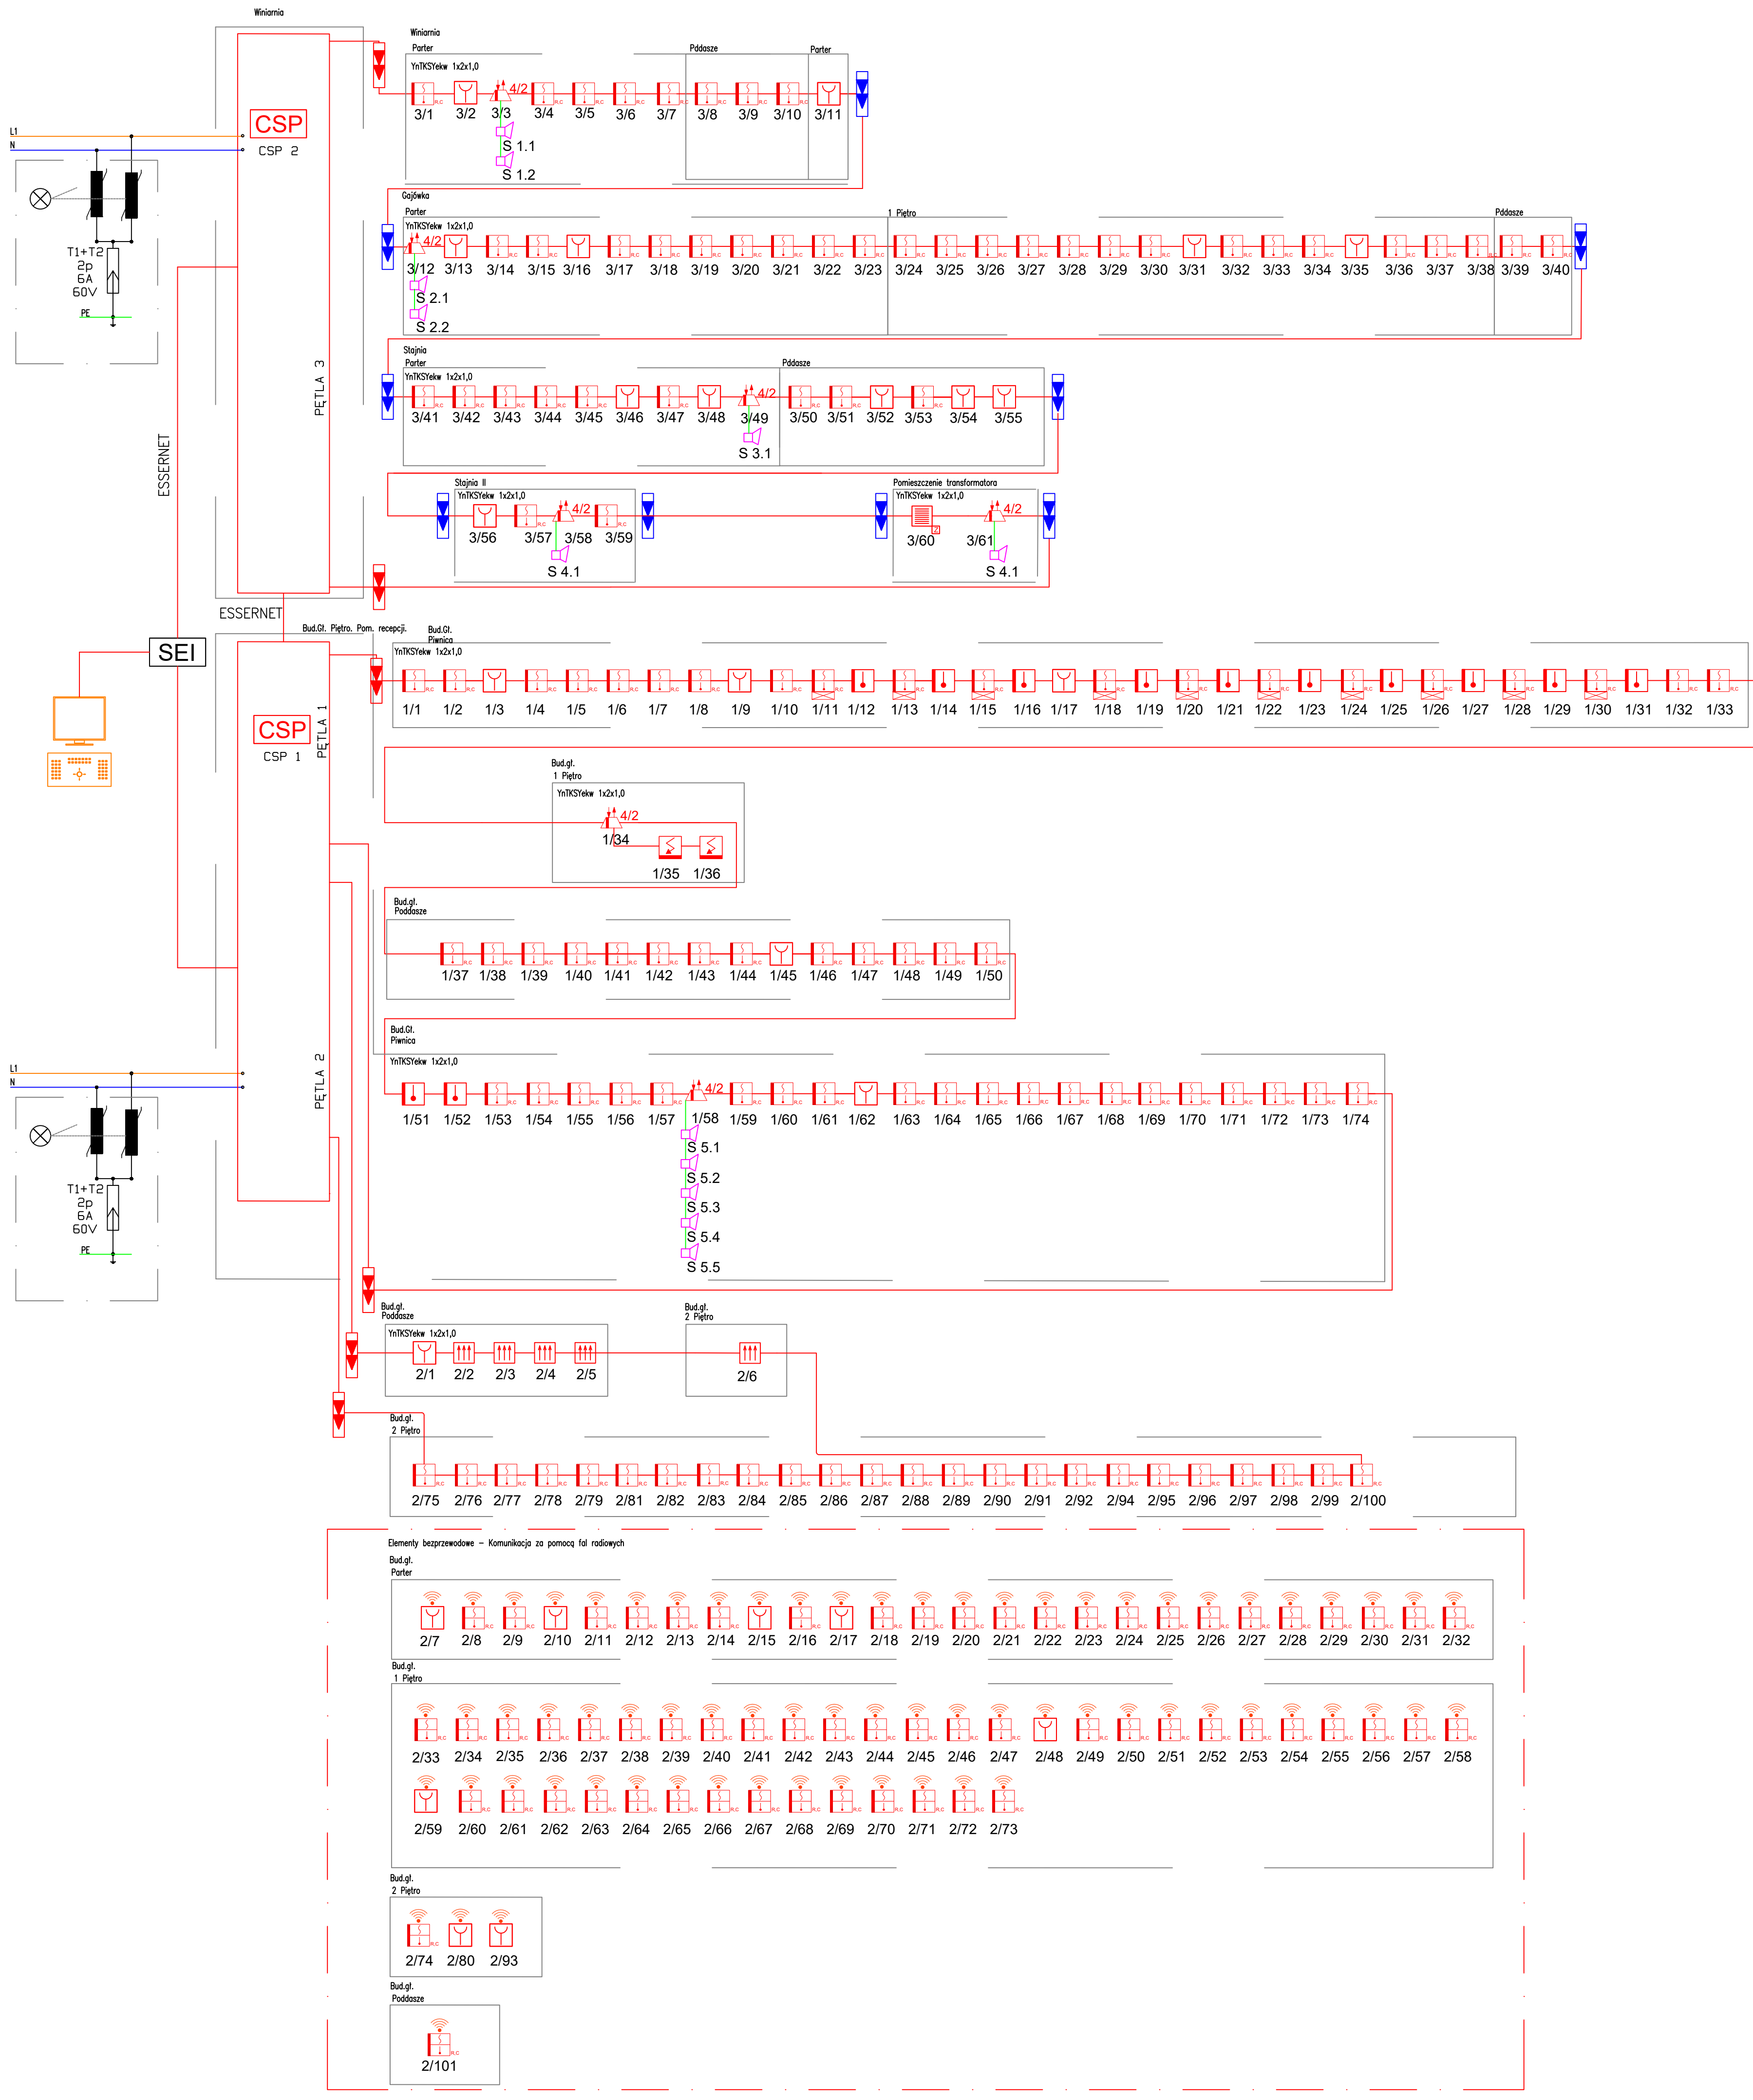 Winiarnia
CSP
CSP 2
L1
N
T1+T2
2p
6A
60V
PE
PĘTLA 3
ESSERNET
Winiarnia
Parter
Pddasze
Parter
YnTKSYekw 1x2x1,0
4/2
R.C R.C R.C R.C R.C R.C R.C R.C
3/1 3/2 3/3 3/4 3/5 3/6 3/7 3/8 3/9 3/10 3/11
S 1.1
S 1.2
Gajówka
Parter
1 Piętro
Pddasze
YnTKSYekw 1x2x1,0
4/2
3/12 3/13 3/14 3/15 3/16 3/17 3/18 3/19 3/20 3/21 3/22 3/23 3/24 3/25 3/26 3/27 3/28 3/29 3/30 3/31 3/32 3/33 3/34 3/35 3/36 3/37 3/38 3/39 3/40
S 2.1
S 2.2
Stajnia
Parter
Pddasze
YnTKSYekw 1x2x1,0
4/2
3/41 3/42 3/43 3/44 3/45 3/46 3/47 3/48 3/49 3/50 3/51 3/52 3/53 3/54 3/55
S 3.1
Stajnia II
YnTKSYekw 1x2x1,0
4/2
3/56 3/57 3/58 3/59
S 4.1
Pomieszczenie transformatora
YnTKSYekw 1x2x1,0
4/2
3/60 3/61
S 4.1
ESSERNET
SEI
Bud.Gł. Piętro. Pom. recepcji.
CSP
CSP 1
PĘTLA 1
PĘTLA 2
L1
N
T1+T2
2p
6A
60V
PE
Bud.Gł.
Piwnica
YnTKSYekw 1x2x1,0
1/1 1/2 1/3 1/4 1/5 1/6 1/7 1/8 1/9 1/10 1/11 1/12 1/13 1/14 1/15 1/16 1/17 1/18 1/19 1/20 1/21 1/22 1/23 1/24 1/25 1/26 1/27 1/28 1/29 1/30 1/31 1/32 1/33
Bud.gł.
1 Piętro
YnTKSYekw 1x2x1,0
4/2
1/34
1/35 1/36
Bud.gł.
Poddasze
1/37 1/38 1/39 1/40 1/41 1/42 1/43 1/44 1/45 1/46 1/47 1/48 1/49 1/50
Bud.Gł.
Piwnica
YnTKSYekw 1x2x1,0
4/2
1/51 1/52 1/53 1/54 1/55 1/56 1/57 1/58 1/59 1/60 1/61 1/62 1/63 1/64 1/65 1/66 1/67 1/68 1/69 1/70 1/71 1/72 1/73 1/74
S 5.1
S 5.2
S 5.3
S 5.4
S 5.5
Bud.gł.
Poddasze
YnTKSYekw 1x2x1,0
2/1 2/2 2/3 2/4 2/5
Bud.gł.
2 Piętro
2/6
Bud.gł.
2 Piętro
2/75 2/76 2/77 2/78 2/79 2/81 2/82 2/83 2/84 2/85 2/86 2/87 2/88 2/89 2/90 2/91 2/92 2/94 2/95 2/96 2/97 2/98 2/99 2/100
Elementy bezprzewodowe – Komunikacja za pomocą fal radiowych
Bud.gł.
Parter
2/7 2/8 2/9 2/10 2/11 2/12 2/13 2/14 2/15 2/16 2/17 2/18 2/19 2/20 2/21 2/22 2/23 2/24 2/25 2/26 2/27 2/28 2/29 2/30 2/31 2/32
Bud.gł.
1 Piętro
2/33 2/34 2/35 2/36 2/37 2/38 2/39 2/40 2/41 2/42 2/43 2/44 2/45 2/46 2/47 2/48 2/49 2/50 2/51 2/52 2/53 2/54 2/55 2/56 2/57 2/58
2/59 2/60 2/61 2/62 2/63 2/64 2/65 2/66 2/67 2/68 2/69 2/70 2/71 2/72 2/73
Bud.gł.
2 Piętro
2/74 2/80 2/93
Bud.gł.
Poddasze
2/101